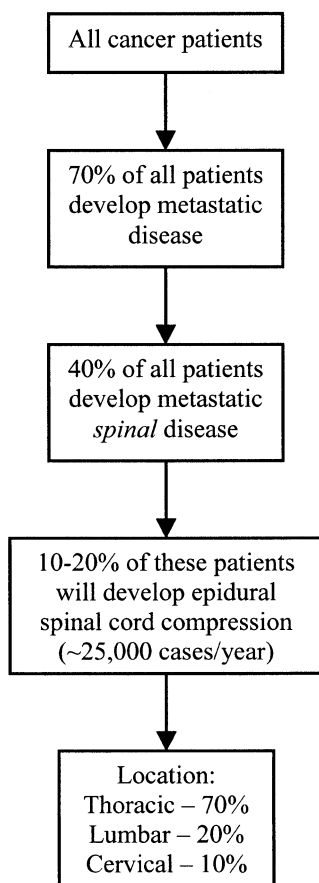 All cancer patients
70% of all patients
develop metastatic
disease
40% of all patients
develop metastatic
spinal disease
10-20% of these patients
will develop epidural
spinal cord compression
(~25,000 cases/year)
Location:
Thoracic – 70%
Lumbar – 20%
Cervical – 10%